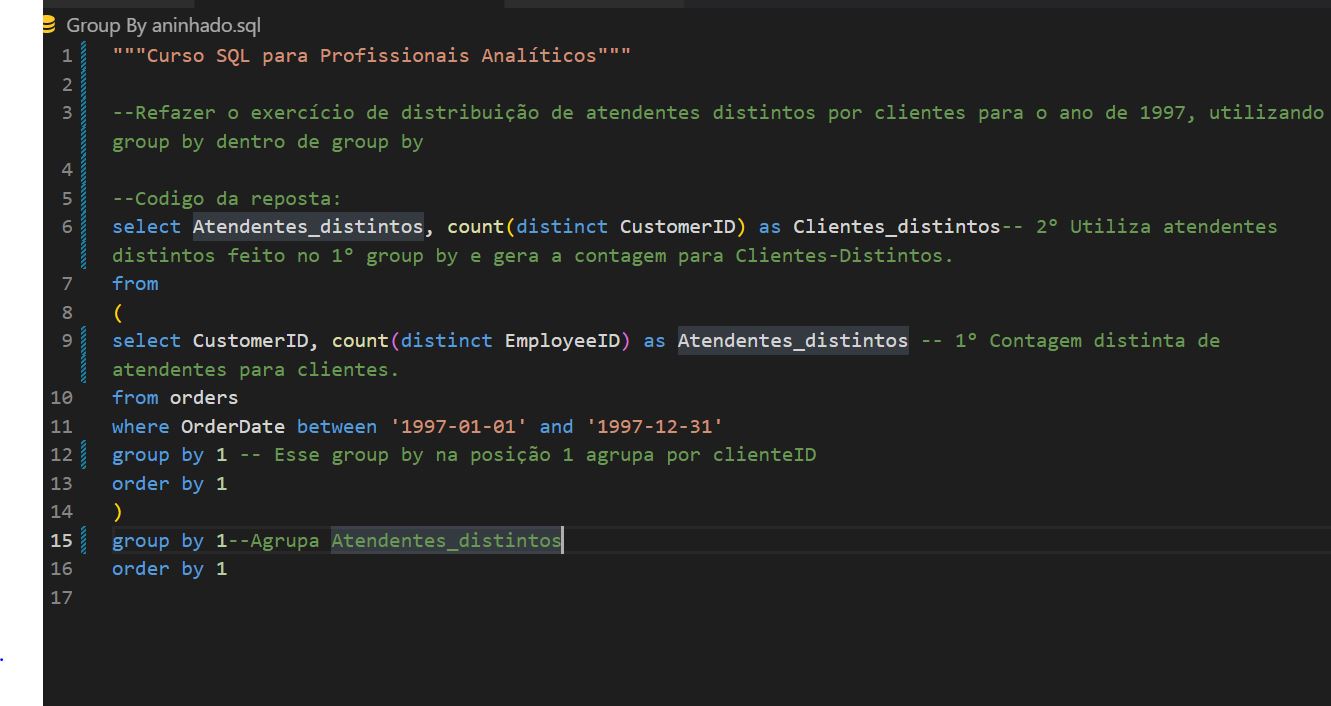 Group By aninhado.sql
1 """Curso SQL para Profissionais Analíticos"""
2
3 --Refazer o exercício de distribuição de atendentes distintos por clientes para o ano de 1997, utilizando
group by dentro de group by
4
5 --Codigo da reposta:
6 select Atendentes_distintos, count(distinct CustomerID) as Clientes_distintos-- 2º Utiliza atendentes
distintos feito no 1º group by e gera a contagem para Clientes-Distintos.
7 from
8 (
9 select CustomerID, count(distinct EmployeeID) as Atendentes_distintos -- 1º Contagem distinta de
atendentes para clientes.
10 from orders
11 where OrderDate between '1997-01-01' and '1997-12-31'
12 group by 1 -- Esse group by na posição 1 agrupa por clienteID
13 order by 1
14 )
15 group by 1--Agrupa Atendentes_distintos
16 order by 1
17